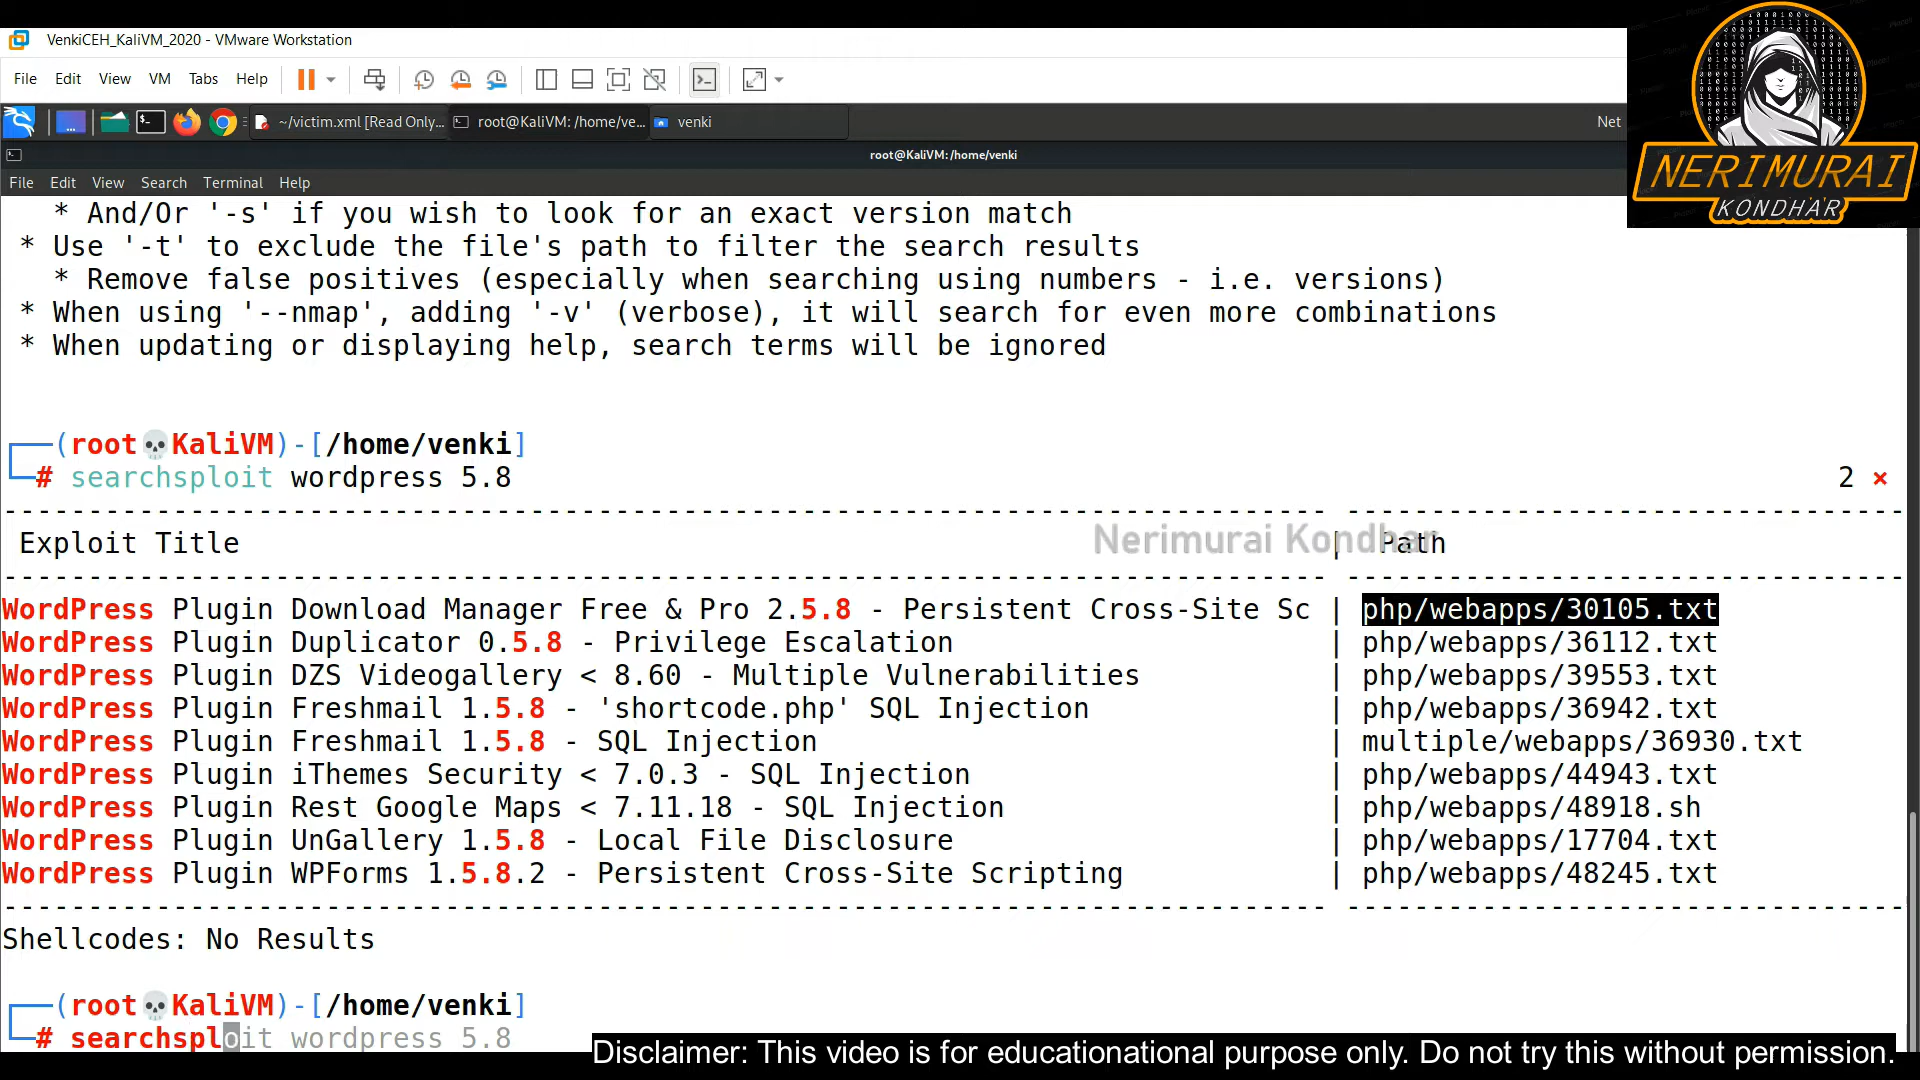 VenkiCEH_KaliVM_2020 - VMware Workstation
File Edit View VM Tabs Help
~/victim.xml [Read Only... root@KaliVM: /home/ve... venki Net
root@KaliVM: /home/venki
File Edit View Search Terminal Help
NERIMURAI
KONDHAR
* And/Or '-s' if you wish to look for an exact version match
* Use '-t' to exclude the file's path to filter the search results
* Remove false positives (especially when searching using numbers - i.e. versions)
* When using '--nmap', adding '-v' (verbose), it will search for even more combinations
* When updating or displaying help, search terms will be ignored
┌──(root💀KaliVM)-[/home/venki]
└─# searchsploit wordpress 5.8 2 ×
Exploit Title | Path
Nerimurai Kondhar
WordPress Plugin Download Manager Free & Pro 2.5.8 - Persistent Cross-Site Sc | php/webapps/30105.txt
WordPress Plugin Duplicator 0.5.8 - Privilege Escalation | php/webapps/36112.txt
WordPress Plugin DZS Videogallery < 8.60 - Multiple Vulnerabilities | php/webapps/39553.txt
WordPress Plugin Freshmail 1.5.8 - 'shortcode.php' SQL Injection | php/webapps/36942.txt
WordPress Plugin Freshmail 1.5.8 - SQL Injection | multiple/webapps/36930.txt
WordPress Plugin iThemes Security < 7.0.3 - SQL Injection | php/webapps/44943.txt
WordPress Plugin Rest Google Maps < 7.11.18 - SQL Injection | php/webapps/48918.sh
WordPress Plugin UnGallery 1.5.8 - Local File Disclosure | php/webapps/17704.txt
WordPress Plugin WPForms 1.5.8.2 - Persistent Cross-Site Scripting | php/webapps/48245.txt
Shellcodes: No Results
┌──(root💀KaliVM)-[/home/venki]
└─# searchsploit wordpress 5.8
Disclaimer: This video is for educationational purpose only. Do not try this without permission.